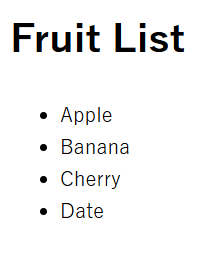 Fruit List
• Apple
• Banana
• Cherry
• Date